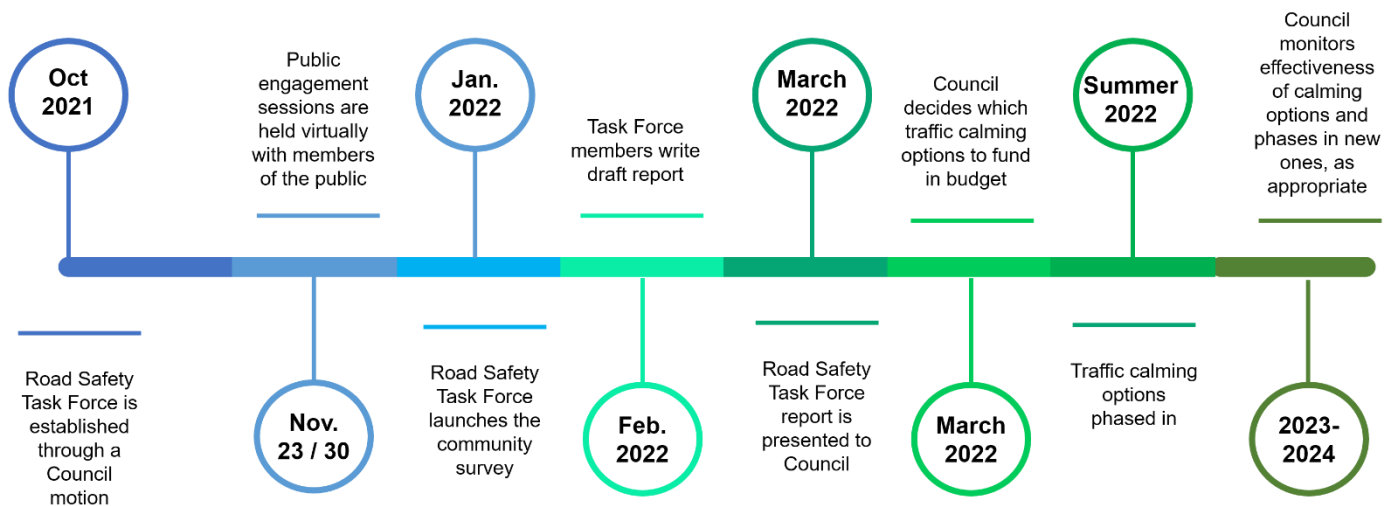 Oct
2021
Road Safety
Task Force is
established
through a
Council
motion
Public
engagement
sessions are
held virtually
with members
of the public
Nov.
23 / 30
Jan.
2022
Road Safety
Task Force
launches the
community
survey
Task Force
members write
draft report
Feb.
2022
March
2022
Road Safety
Task Force
report is
presented to
Council
Council
decides which
traffic calming
options to fund
in budget
March
2022
Summer
2022
Traffic calming
options
phased in
Council
monitors
effectiveness
of calming
options and
phases in new
ones, as
appropriate
2023-
2024